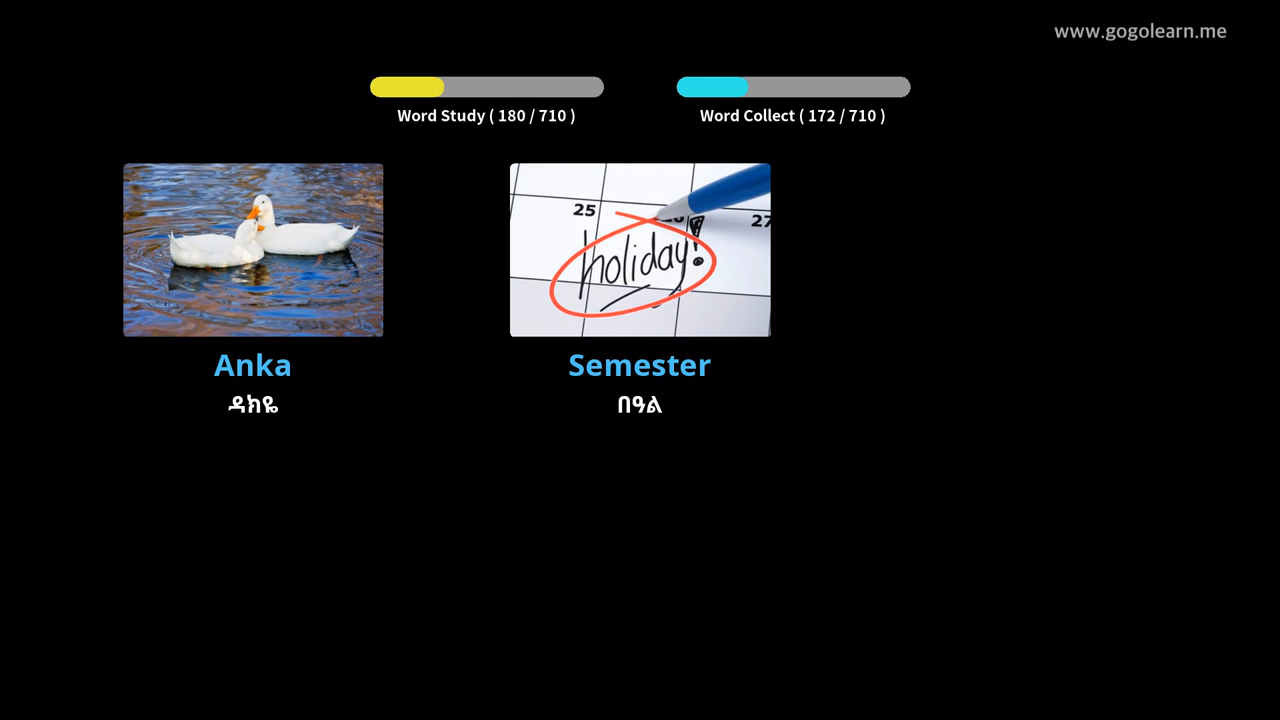 www.gogolearn.me
Word Study ( 180 / 710 )
Word Collect ( 172 / 710 )
25
27
holiday!
Anka
Semester
ዳክዬ
በዓል